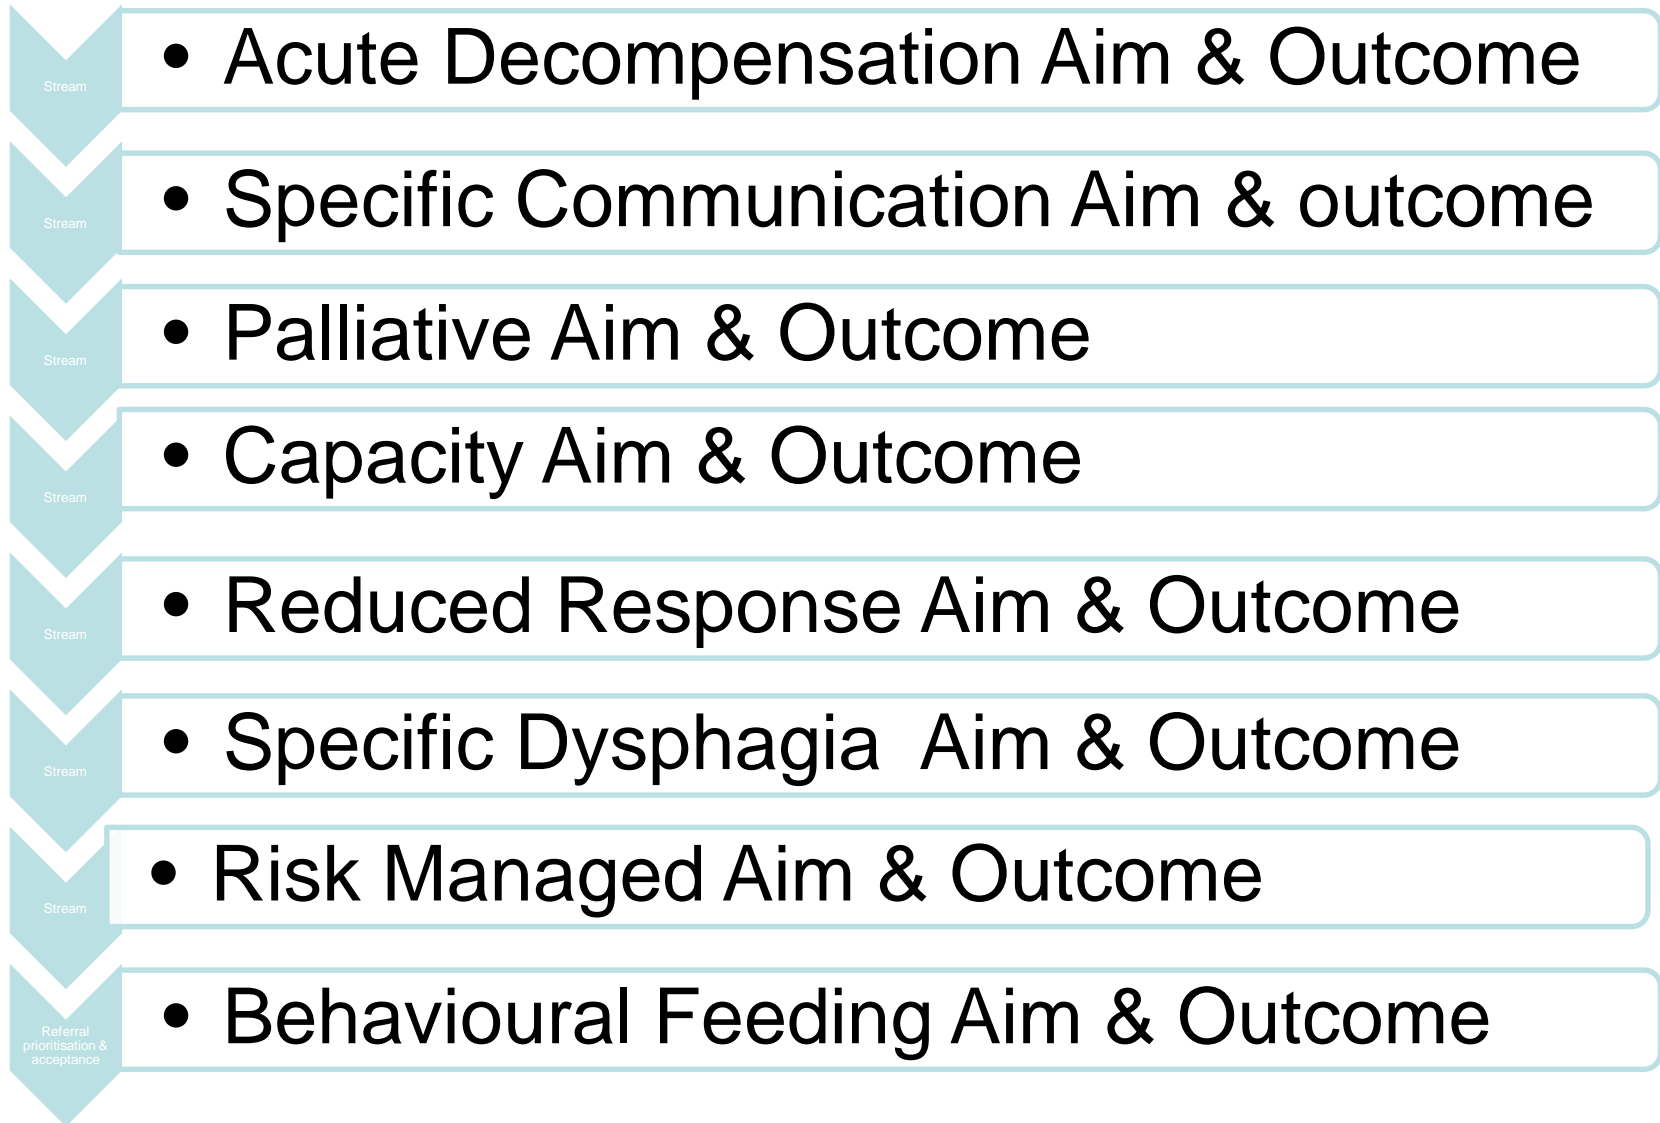 Stream
• Acute Decompensation Aim & Outcome
Stream
• Specific Communication Aim & outcome
Stream
• Palliative Aim & Outcome
Stream
• Capacity Aim & Outcome
Stream
• Reduced Response Aim & Outcome
Stream
• Specific Dysphagia  Aim & Outcome
Stream
• Risk Managed Aim & Outcome
Referral
prioritisation &
acceptance
• Behavioural Feeding Aim & Outcome